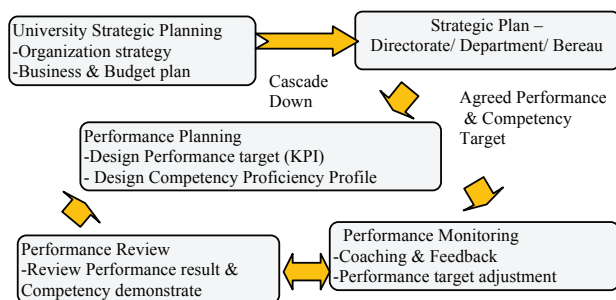 University Strategic Planning
-Organization strategy
-Business & Budget plan
Strategic Plan –
Directorate/ Department/ Bereau
Cascade
Down
Agreed Performance
& Competency
Target
Performance Planning
-Design Performance target (KPI)
- Design Competency Proficiency Profile
Performance Review
-Review Performance result &
Competency demonstrate
Performance Monitoring
-Coaching & Feedback
-Performance target adjustment